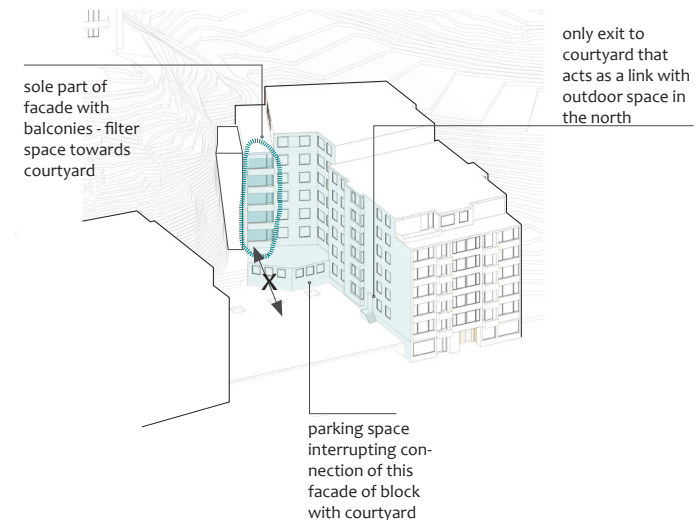 sole part of
facade with
balconies - filter
space towards
courtyard
only exit to
courtyard that
acts as a link with
outdoor space in
the north
X
parking space
interrupting con-
nection of this
facade of block
with courtyard